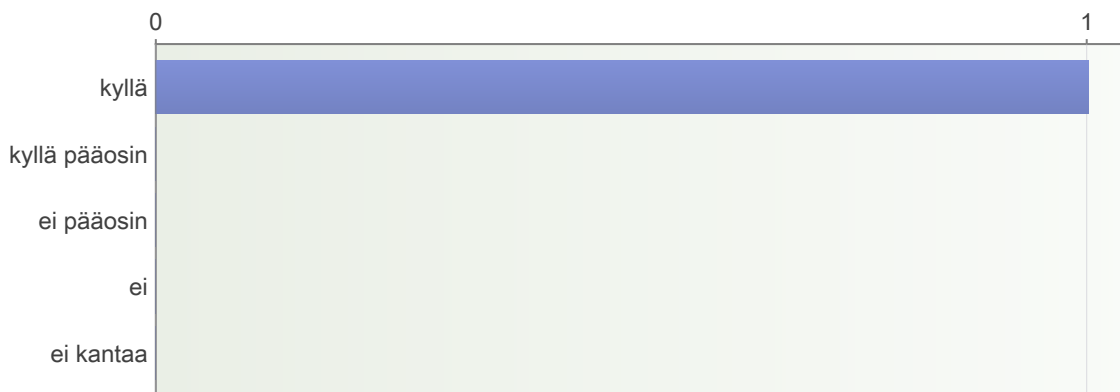 0 1
kyllä
kyllä pääosin
ei pääosin
ei
ei kantaa